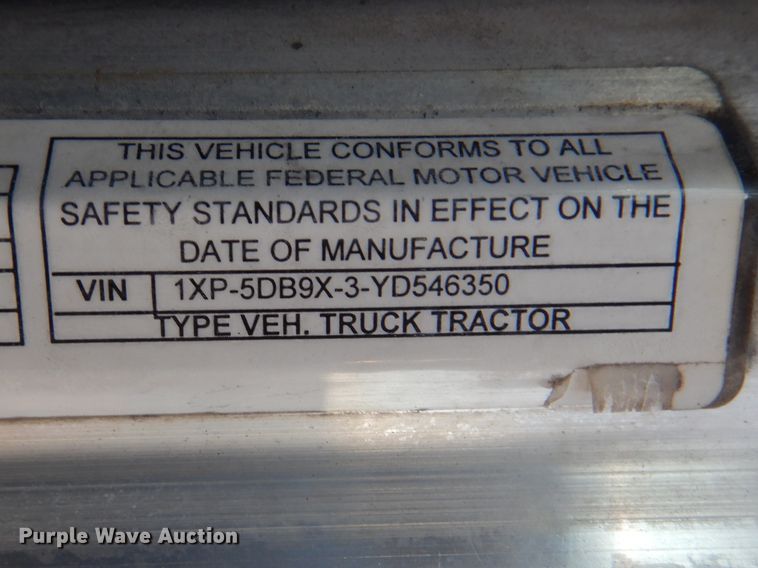 THIS VEHICLE CONFORMS TO ALL
APPLICABLE FEDERAL MOTOR VEHICLE
SAFETY STANDARDS IN EFFECT ON THE
DATE OF MANUFACTURE
VIN 1XP-5DB9X-3-YD546350
TYPE VEH. TRUCK TRACTOR
Purple Wave Auction®